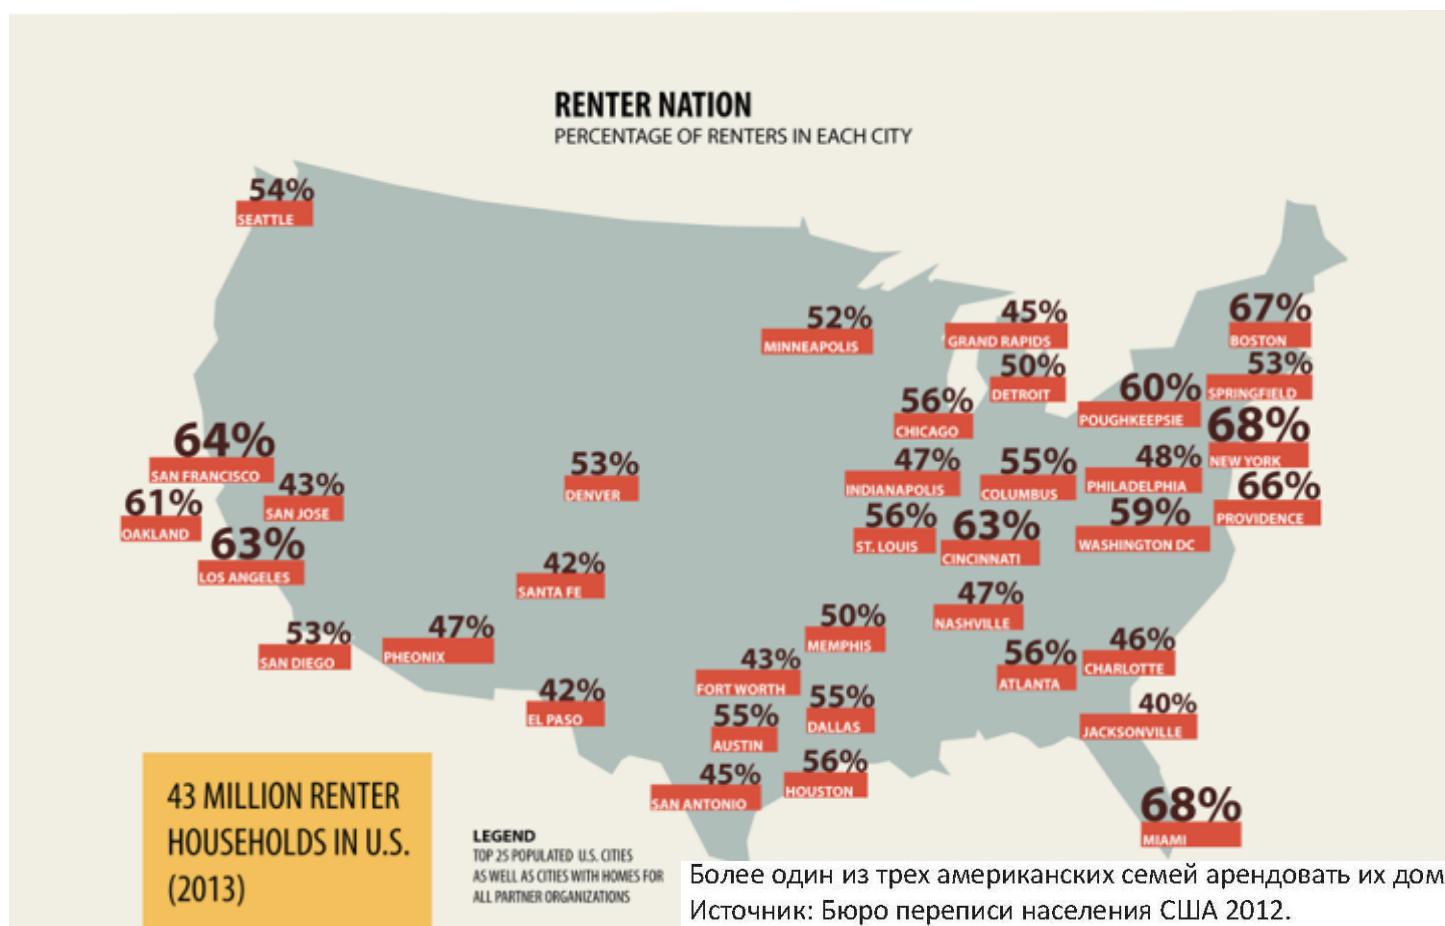 RENTER NATION
PERCENTAGE OF RENTERS IN EACH CITY
54%
SEATTLE
52%
MINNEAPOLIS
45%
GRAND RAPIDS
67%
BOSTON
50%
DETROIT
53%
SPRINGFIELD
60%
POUGHKEEPSIE
56%
CHICAGO
68%
NEW YORK
64%
SAN FRANCISCO
43%
SAN JOSE
53%
DENVER
47%
INDIANAPOLIS
55%
COLUMBUS
48%
PHILADELPHIA
66%
PROVIDENCE
61%
OAKLAND
63%
LOS ANGELES
56%
ST. LOUIS
63%
CINCINNATI
59%
WASHINGTON DC
42%
SANTA FE
47%
NASHVILLE
53%
SAN DIEGO
47%
PHEONIX
50%
MEMPHIS
56%
ATLANTA
46%
CHARLOTTE
43%
FORT WORTH
42%
EL PASO
55%
DALLAS
55%
AUSTIN
40%
JACKSONVILLE
45%
SAN ANTONIO
56%
HOUSTON
68%
MIAMI
43 MILLION RENTER
HOUSEHOLDS IN U.S.
(2013)
LEGEND
TOP 25 POPULATED U.S. CITIES
AS WELL AS CITIES WITH HOMES FOR
ALL PARTNER ORGANIZATIONS
Более один из трех американских семей арендовать их дом
Источник: Бюро переписи населения США 2012.